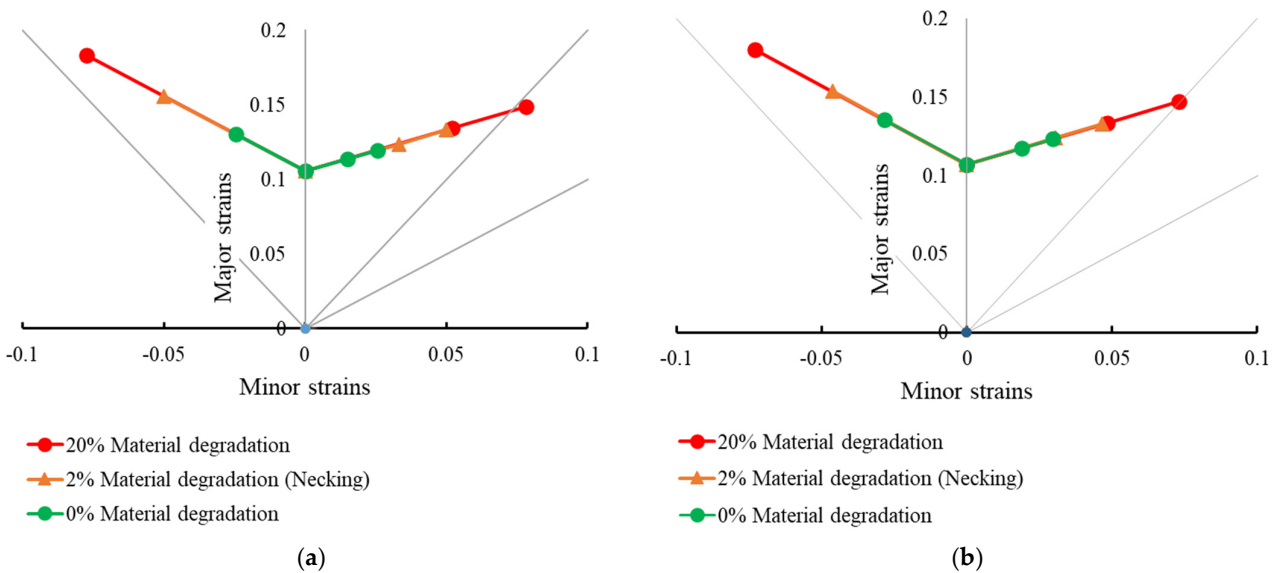 0.2
0.15
0.1
0.05
0
Major strains
-0.1
-0.05
0
0.05
0.1
Minor strains
20% Material degradation
2% Material degradation (Necking)
0% Material degradation
(a)
0.2
0.15
0.1
0.05
0
Major strains
-0.1
-0.05
0
0.05
0.1
Minor strains
20% Material degradation
2% Material degradation (Necking)
0% Material degradation
(b)